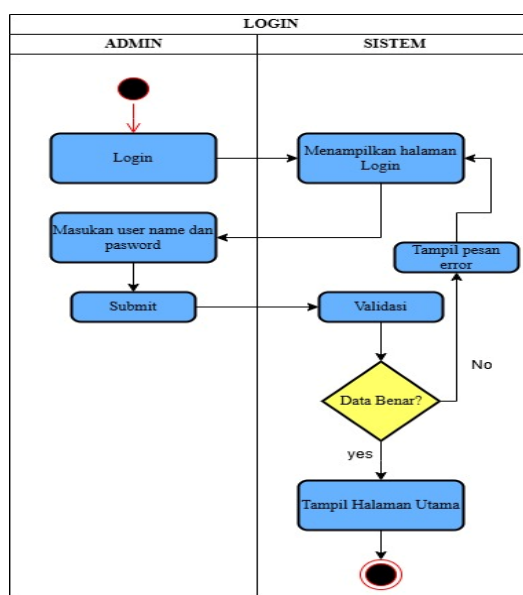 LOGIN
ADMIN
SISTEM
Login
Menampilkan halaman
Login
Masukan user name dan
pasword
Tampil pesan
error
Submit
Validasi
No
Data Benar?
yes
Tampil Halaman Utama